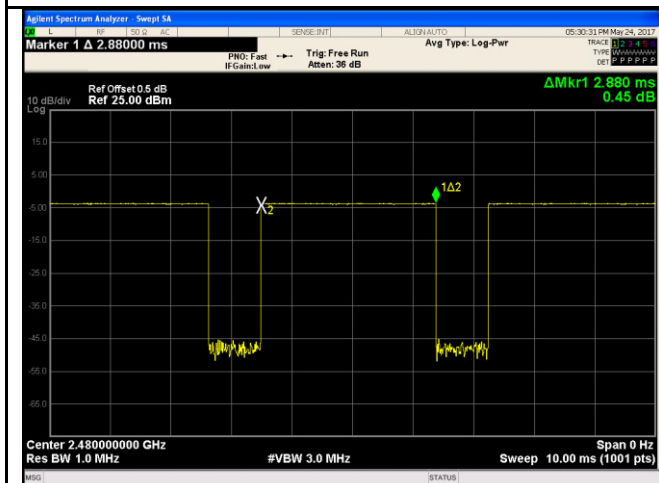 Agilent Spectrum Analyzer - Swept SA
L RF 50 Ω AC SENSE:INT ALIGNAUTO 05:30:31 PM May 24, 2017
Marker 1 Δ 2.88000 ms
PNO: Fast
IFGain:Low
Trig: Free Run
Atten: 36 dB
Avg Type: Log-Pwr
TRACE 1 2 3 4 5 6
TYPE
DET P P P P P P
ΔMkr1 2.880 ms
0.45 dB
Ref Offset 0.5 dB
10 dB/div Ref 25.00 dBm
Log
15.0
5.00
-5.00
-15.0
-25.0
-35.0
-45.0
-55.0
-65.0
X2
1Δ2
Center 2.480000000 GHz Span 0 Hz
Res BW 1.0 MHz #VBW 3.0 MHz Sweep 10.00 ms (1001 pts)
MSG STATUS